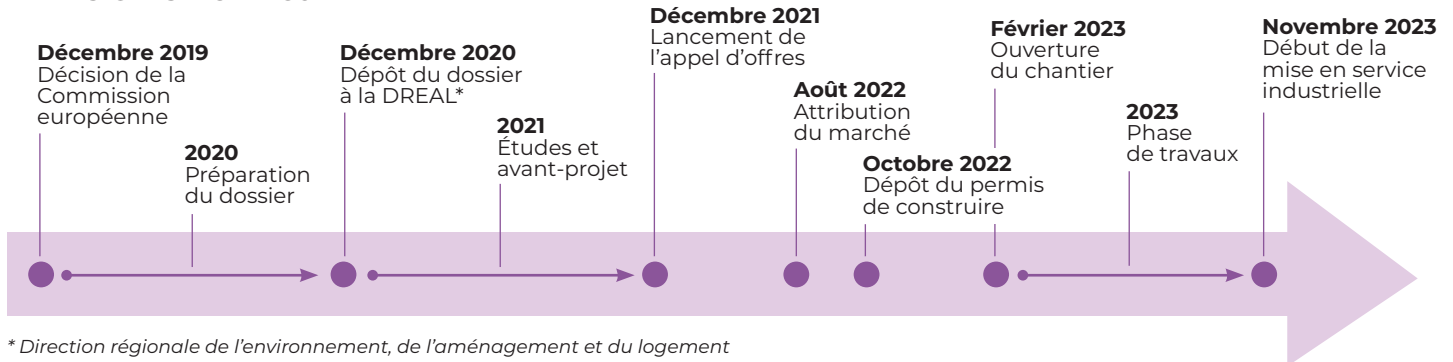 Décembre 2019
Décision de la
Commission
européenne
2020
Préparation
du dossier
Décembre 2020
Dépôt du dossier
à la DREAL*
2021
Études et
avant-projet
Décembre 2021
Lancement de
l’appel d’offres
Août 2022
Attribution
du marché
Octobre 2022
Dépôt du permis
de construire
Février 2023
Ouverture
du chantier
2023
Phase
de travaux
Novembre 2023
Début de la
mise en service
industrielle
* Direction régionale de l’environnement, de l’aménagement et du logement